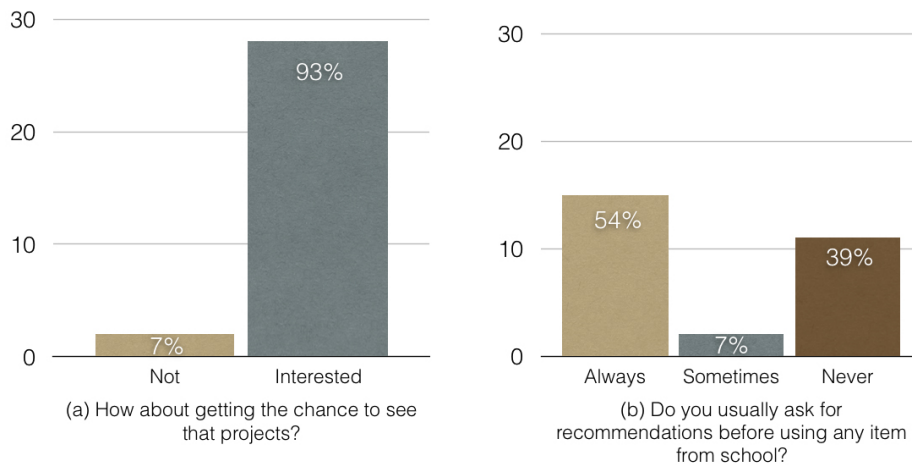 30
20
10
0
93%
7%
Not
Interested
(a) How about getting the chance to see
that projects?
30
20
10
0
54%
7%
39%
Always
Sometimes
Never
(b) Do you usually ask for
recommendations before using any item
from school?